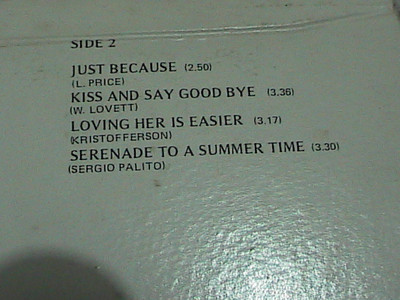 SIDE 2
JUST BECAUSE (2.50)
(L. PRICE)
KISS AND SAY GOOD BYE (3.36)
(W. LOVETT)
LOVING HER IS EASIER (3.17)
(KRISTOFFERSON)
SERENADE TO A SUMMER TIME (3.30)
(SERGIO PALITO)